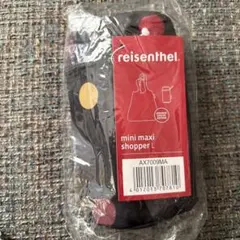 reisenthel®
mini maxi
shopper L
AX7009MA